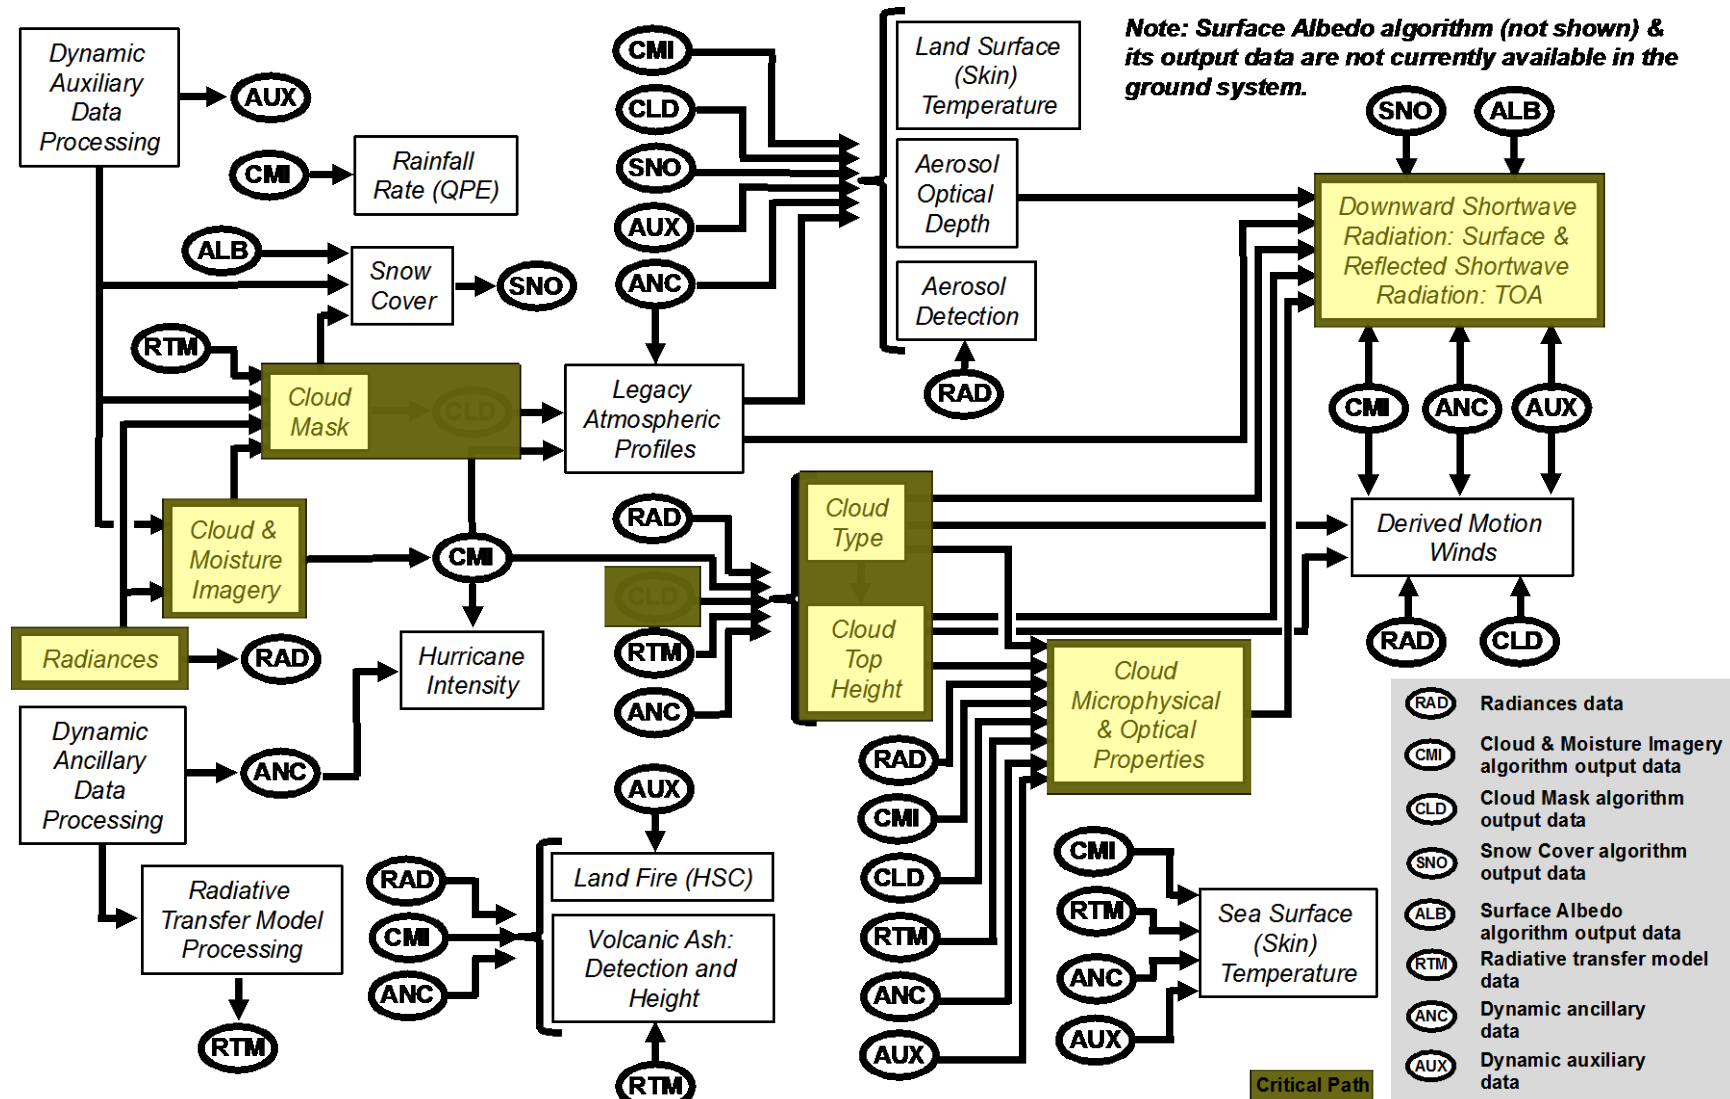 Note: Surface Albedo algorithm (not shown) &
its output data are not currently available in the
ground system.
Dynamic
Auxiliary
Data
Processing
AUX
CMI
Rainfall
Rate (QPE)
ALB
Snow
Cover
SNO
RTM
Cloud
Mask
CLD
Cloud &
Moisture
Imagery
CMI
Radiances
RAD
Hurricane
Intensity
Dynamic
Ancillary
Data
Processing
ANC
Radiative
Transfer Model
Processing
RTM
CMI
CLD
SNO
AUX
ANC
Legacy
Atmospheric
Profiles
Land Surface
(Skin)
Temperature
Aerosol
Optical
Depth
Aerosol
Detection
RAD
RAD
CLD
RTM
ANC
Cloud
Type
Cloud
Top
Height
AUX
RAD
CMI
ANC
Land Fire (HSC)
Volcanic Ash:
Detection and
Height
RTM
RAD
CMI
CLD
RTM
ANC
AUX
Cloud
Microphysical
& Optical
Properties
CMI
RTM
ANC
AUX
Sea Surface
(Skin)
Temperature
SNO
ALB
Downward Shortwave
Radiation: Surface &
Reflected Shortwave
Radiation: TOA
CMI
ANC
AUX
Derived Motion
Winds
RAD
CLD
RAD
Radiances data
CMI
Cloud & Moisture Imagery
algorithm output data
CLD
Cloud Mask algorithm
output data
SNO
Snow Cover algorithm
output data
ALB
Surface Albedo
algorithm output data
RTM
Radiative transfer model
data
ANC
Dynamic ancillary
data
AUX
Dynamic auxiliary
data
Critical Path